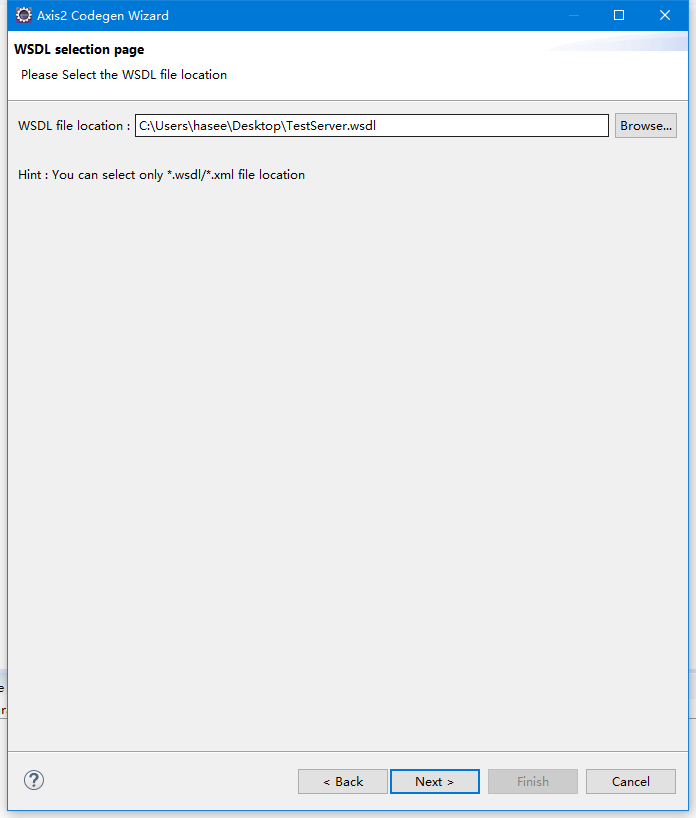 Axis2 Codegen Wizard
WSDL selection page
Please Select the WSDL file location
WSDL file location : C:\Users\hasee\Desktop\TestServer.wsdl Browse...
Hint : You can select only *.wsdl/*.xml file location
e
r
? < Back Next > Finish Cancel